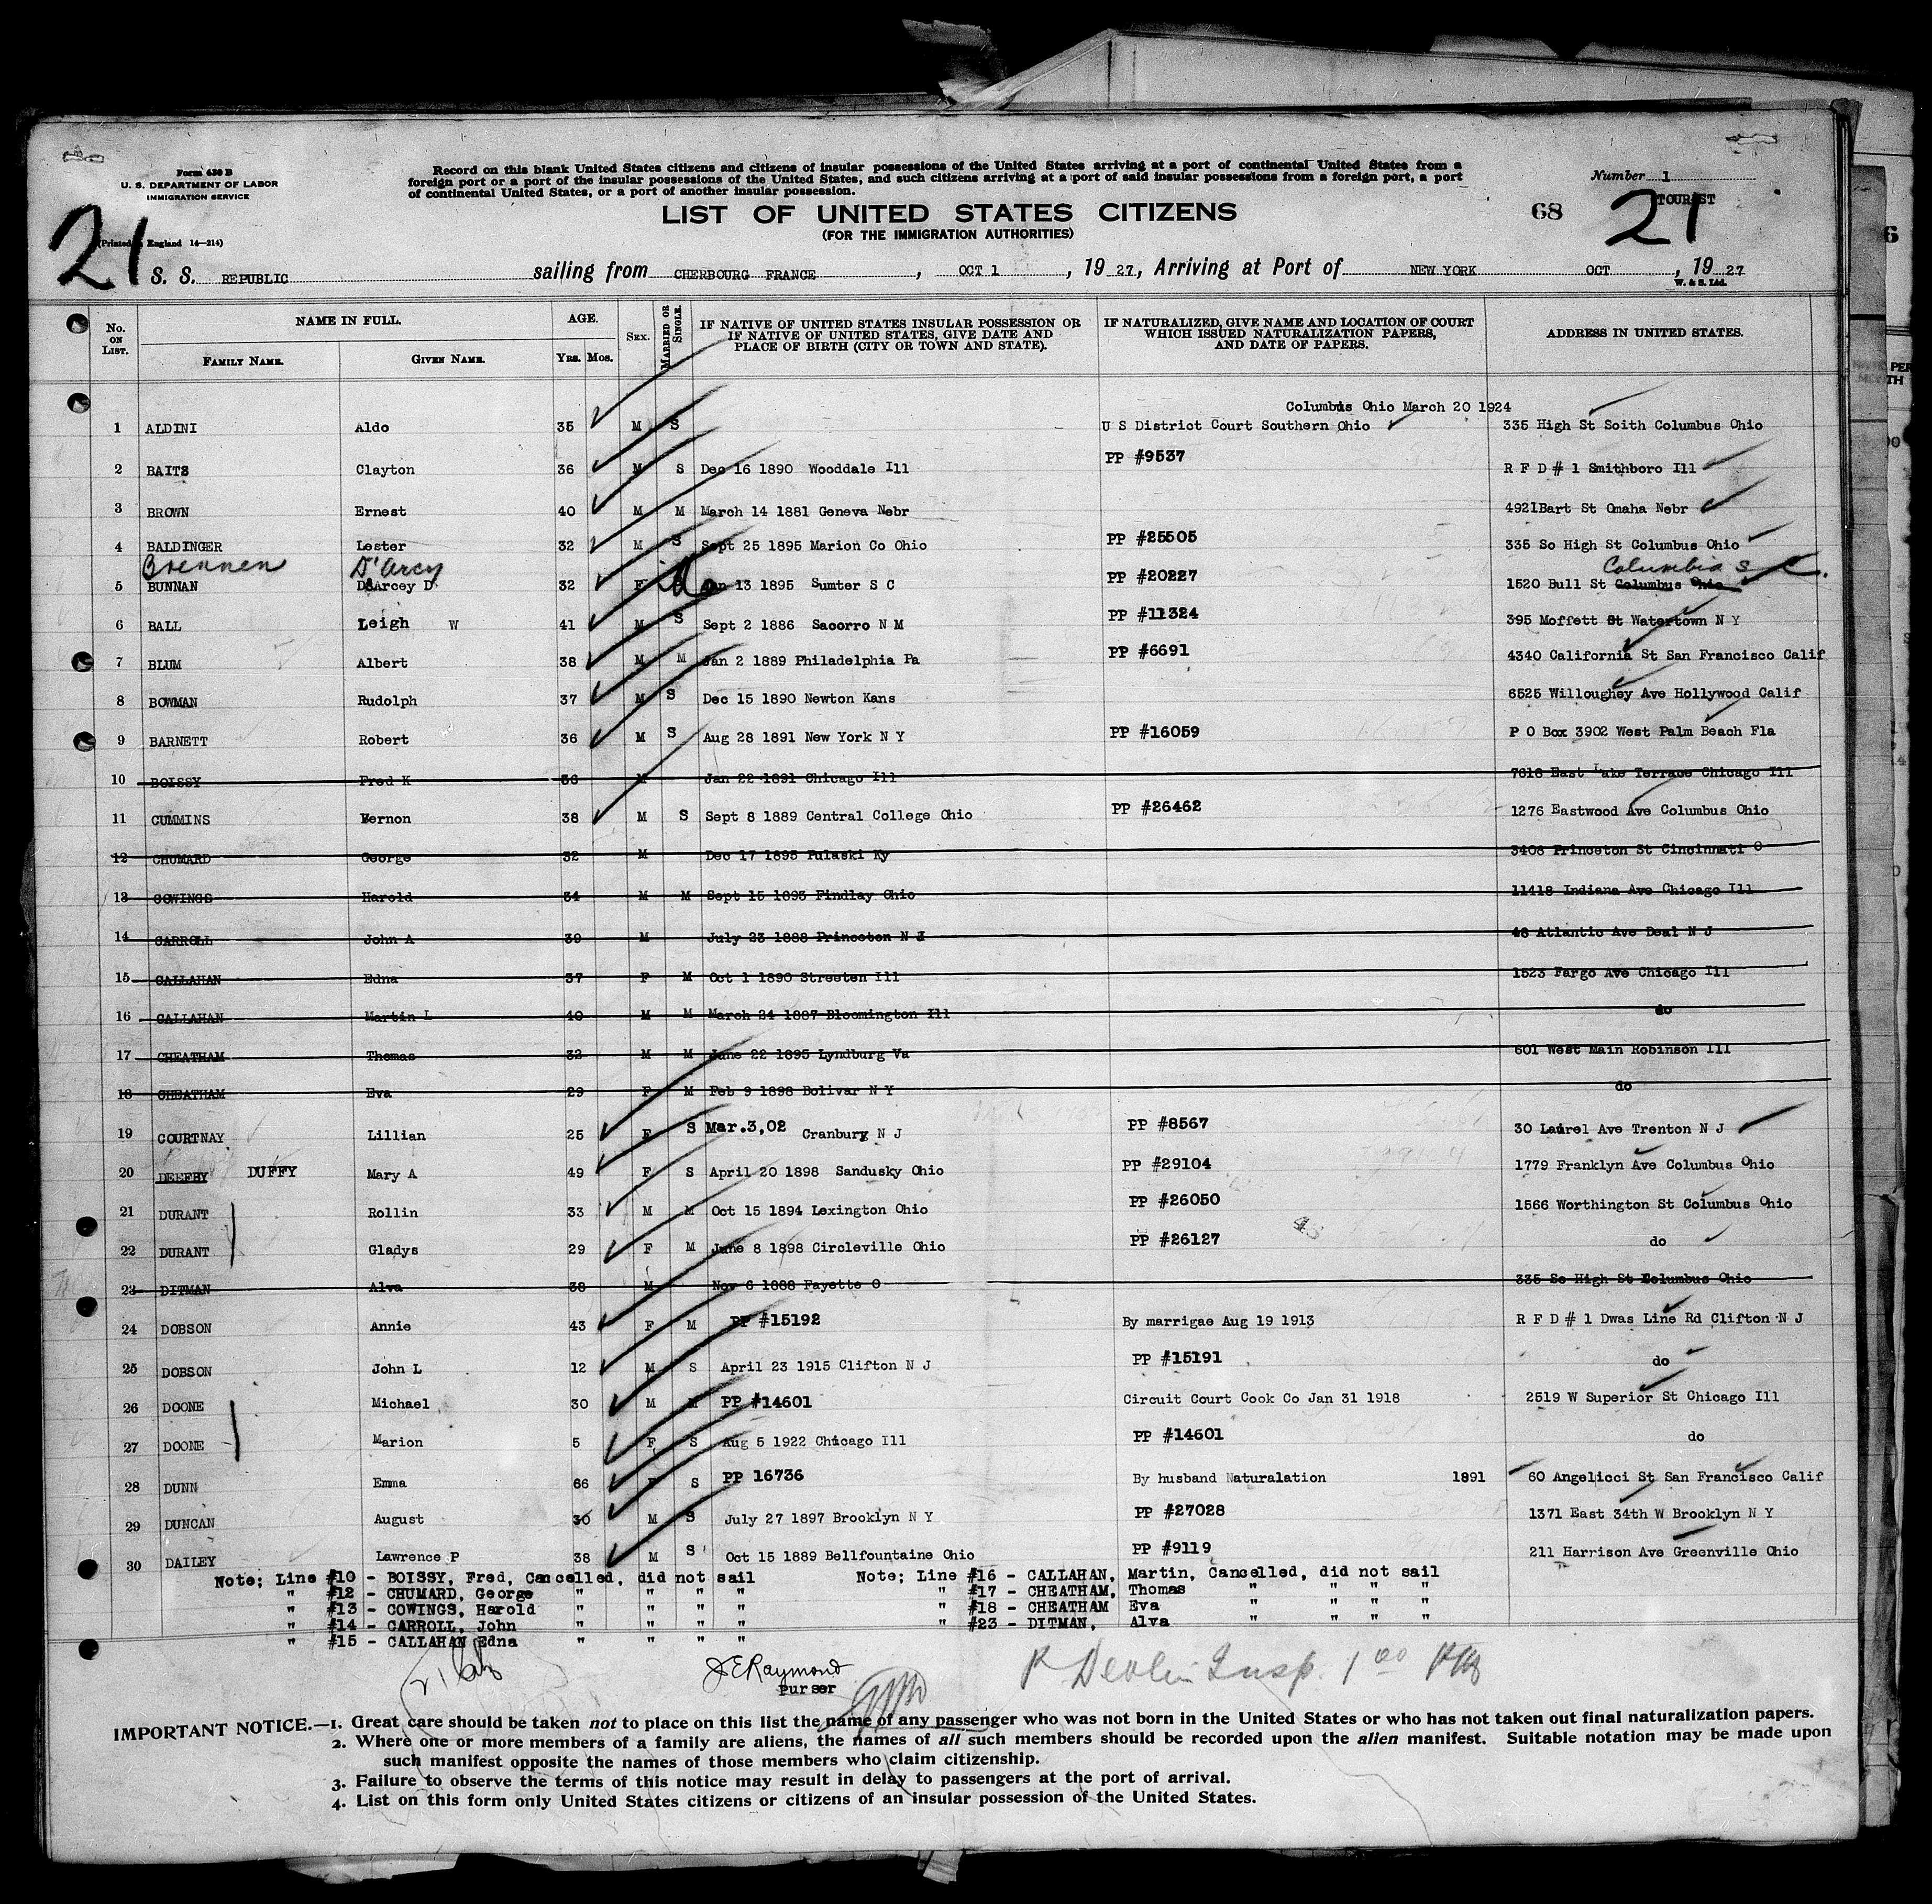 Form 630 B
U. S. DEPARTMENT OF LABOR
IMMIGRATION SERVICE
(Printed in England 14—214)
Record on this blank United States citizens and citizens of insular possessions of the United States arriving at a port of continental United States from a
foreign port or a port of the insular possessions of the United States, and such citizens arriving at a port of said insular possessions from a foreign port, a port
of continental United States, or a port of another insular possession.
Number 1
TOURIST
LIST OF UNITED STATES CITIZENS
68
21
(FOR THE IMMIGRATION AUTHORITIES)
21
S. S. REPUBLIC sailing from CHERBOURG FRANCE, OCT 1, 19 27, Arriving at Port of NEW YORK OCT, 19 27
W. & S. Ltd.
No. ON LIST. NAME IN FULL. AGE. SEX. MARRIED OR SINGLE. IF NATIVE OF UNITED STATES INSULAR POSSESSION OR IF NATIVE OF UNITED STATES, GIVE DATE AND PLACE OF BIRTH (CITY OR TOWN AND STATE). IF NATURALIZED, GIVE NAME AND LOCATION OF COURT WHICH ISSUED NATURALIZATION PAPERS, AND DATE OF PAPERS. ADDRESS IN UNITED STATES.
FAMILY NAME. GIVEN NAME. YRS. MOS.
Columbus Ohio March 20 1924
1 ALDINI Aldo 35 M S U S District Court Southern Ohio 335 High St Soith Columbus Ohio
2 BAITS Clayton 36 M S Dec 16 1890 Wooddale Ill PP #9537 R F D # 1 Smithboro Ill
3 BROWN Ernest 40 M M March 14 1881 Geneva Nebr 4921Bart St Omaha Nebr
4 BALDINGER Lester 32 M S Sept 25 1895 Marion Co Ohio PP #25505 335 So High St Columbus Ohio
Brennen D'Arcy Columbia S C.
5 BUNNAN DSArcey D 32 F Jan 13 1895 Sumter S C PP #20227 1520 Bull St Columbus Ohio
6 BALL Leigh W 41 M S Sept 2 1886 Sacorro N M PP #11324 395 Moffett St Watertown N Y
7 BLUM Albert 38 M M Jan 2 1889 Philadelphia Pa PP #6691 4340 California St San Francisco Calif
8 BOWMAN Rudolph 37 M S Dec 15 1890 Newton Kans 6525 Willoughey Ave Hollywood Calif
9 BARNETT Robert 36 M S Aug 28 1891 New York N Y PP #16059 P O Box 3902 West Palm Beach Fla
10 BOISSY Fred K 36 M Jan 22 1891 Chicago Ill 7818 East Lake Terrace Chicago Ill
11 CUMMINS Vernon 38 M S Sept 8 1889 Central College Ohio PP #26462 1276 Eastwood Ave Columbus Ohio
12 CHUMARD George 32 M Dec 17 1895 Pulaski Ky 3408 Princeton St Cincinnati O
13 COWINGS Harold 34 M M Sept 15 1893 Findlay Ohio 11418 Indiana Ave Chicago Ill
14 CARROLL John A 39 M July 23 1888 Princeton N J 48 Atlantic Ave Deal N J
15 CALLAHAN Edna 37 F M Oct 1 1890 Streeten Ill 1523 Fargo Ave Chicago Ill
16 CALLAHAN Martin L 40 M M March 24 1887 Bloomington Ill do
17 CHEATHAM Thomas 32 M M June 22 1895 Lyndburg Va 601 West Main Robinson Ill
18 CHEATHAM Eva 29 F M Feb 9 1898 Bolivar N Y do
19 COURTNAY Lillian 25 F S Mar.3,02 Cranbury N J PP #8567 30 Laurel Ave Trenton N J
20 DEEFBY DUFFY Mary A 49 F S April 20 1898 Sandusky Ohio PP #29104 1779 Franklyn Ave Columbus Ohio
21 DURANT Rollin 33 M M Oct 15 1894 Lexington Ohio PP #26050 1566 Worthington St Columbus Ohio
22 DURANT Gladys 29 F M June 8 1898 Circleville Ohio PP #26127 do
23 DITMAN Alva 38 M Nov 6 1888 Fayette O 335 So High St Columbus Ohio
24 DOBSON Annie 43 F M PP #15192 By marrigae Aug 19 1913 R F D # 1 Dwas Line Rd Clifton N J
25 DOBSON John L 12 M S April 23 1915 Clifton N J PP #15191 do
26 DOONE Michael 30 M M PP #14601 Circuit Court Cook Co Jan 31 1918 2519 W Superior St Chicago Ill
27 DOONE Marion 5 F S Aug 5 1922 Chicago Ill PP #14601 do
28 DUNN Emma 66 F S PP 16736 By husband Naturalation 1891 60 Angelicci St San Francisco Calif
29 DUNCAN August 30 M S July 27 1897 Brooklyn N Y PP #27028 1371 East 34th W Brooklyn N Y
30 DAILEY Lawrence P 38 M S Oct 15 1889 Bellfountaine Ohio PP #9119 211 Harrison Ave Greenville Ohio
Note; Line #10 - BOISSY, Fred, Cancelled, did not sail Note; Line #16 - CALLAHAN, Martin, Cancelled, did not sail
" #12 - CHUMARD, George " " " " " #17 - CHEATHAM, Thomas " " " "
" #13 - COWINGS, Harold " " " " " #18 - CHEATHAM Eva " " " "
" #14 - CARROLL, John " " " " " #23 - DITMAN, Alva " " " "
" #15 - CALLAHAN Edna " " " "
J E Raymond
purser
P Devlin Insp. 1 00 PM
IMPORTANT NOTICE.—1. Great care should be taken not to place on this list the name of any passenger who was not born in the United States or who has not taken out final naturalization papers.
2. Where one or more members of a family are aliens, the names of all such members should be recorded upon the alien manifest. Suitable notation may be made upon
such manifest opposite the names of those members who claim citizenship.
3. Failure to observe the terms of this notice may result in delay to passengers at the port of arrival.
4. List on this form only United States citizens or citizens of an insular possession of the United States.